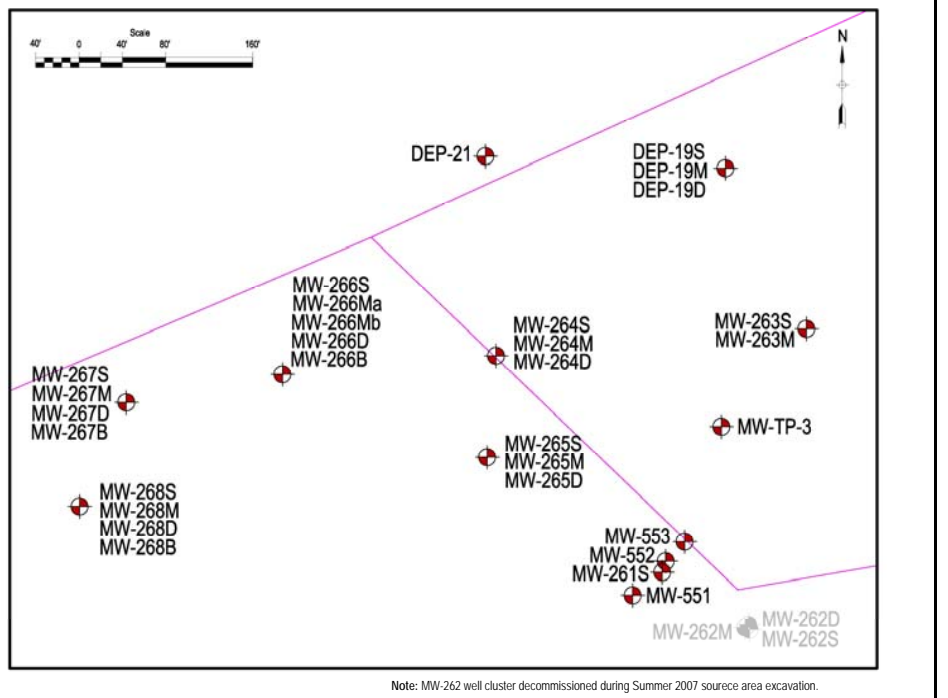 Scale
40' 0 40' 80' 160'
N
DEP-21
DEP-19S
DEP-19M
DEP-19D
MW-266S
MW-266Ma
MW-266Mb
MW-266D
MW-266B
MW-264S
MW-264M
MW-264D
MW-263S
MW-263M
MW-267S
MW-267M
MW-267D
MW-267B
MW-TP-3
MW-265S
MW-265M
MW-265D
MW-268S
MW-268M
MW-268D
MW-268B
MW-553
MW-552
MW-261S
MW-551
MW-262M
MW-262D
MW-262S
Note: MW-262 well cluster decommissioned during Summer 2007 sourece area excavation.